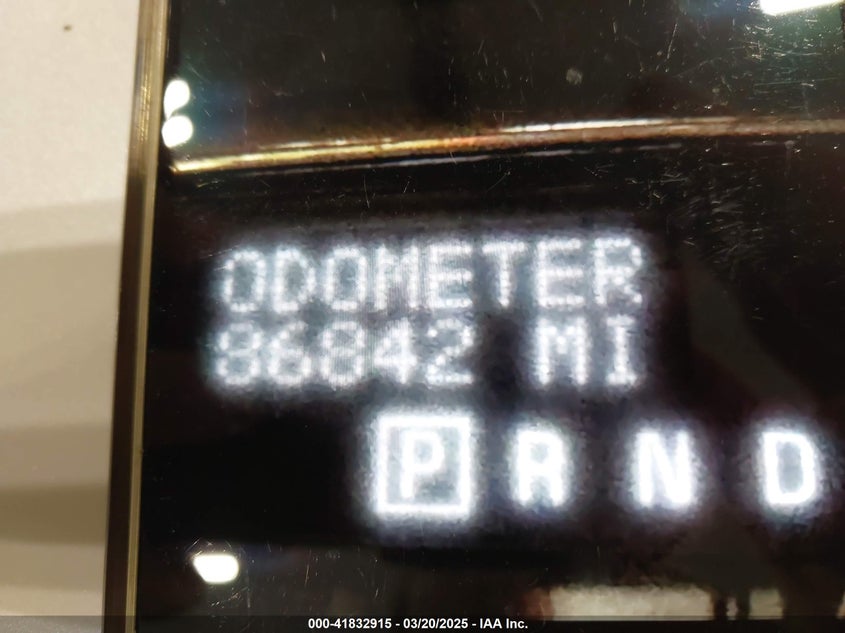 ODOMETER
86842 MI
P R N D
000-41832915 - 03/20/2025 - IAA Inc.